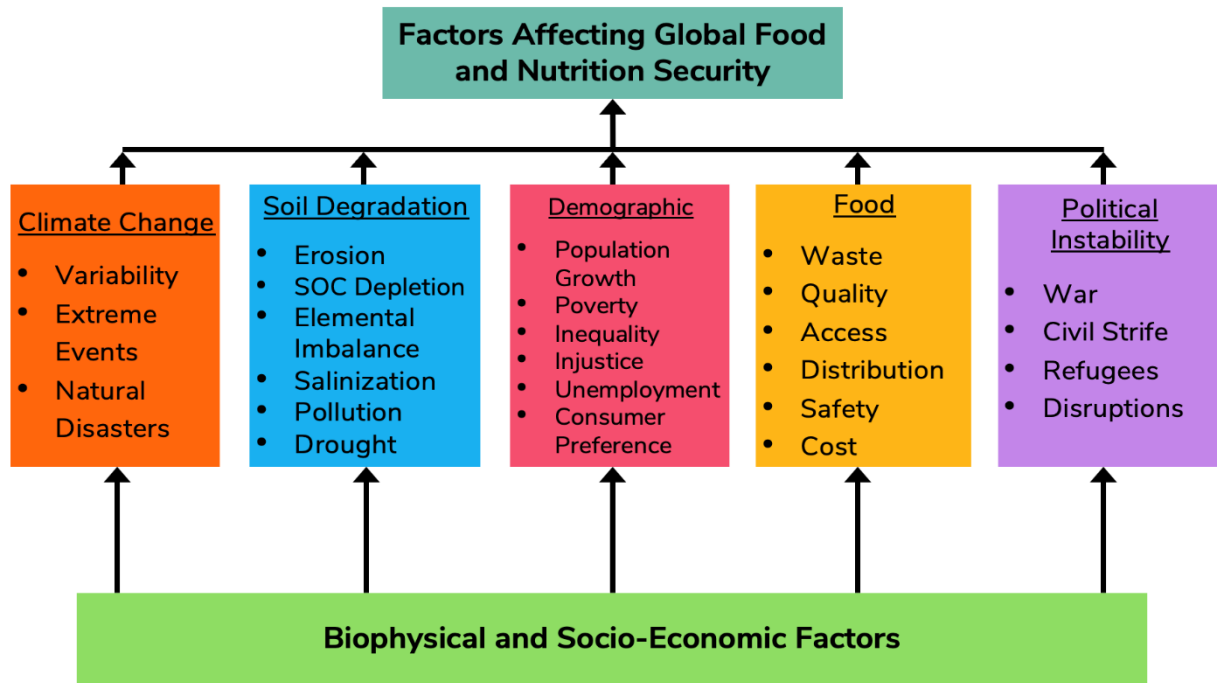 Factors Affecting Global Food
and Nutrition Security
Climate Change
• Variability
• Extreme
Events
• Natural
Disasters
Soil Degradation
• Erosion
• SOC Depletion
• Elemental
Imbalance
• Salinization
• Pollution
• Drought
Demographic
• Population
Growth
• Poverty
• Inequality
• Injustice
• Unemployment
• Consumer
Preference
Food
• Waste
• Quality
• Access
• Distribution
• Safety
• Cost
Political
Instability
• War
• Civil Strife
• Refugees
• Disruptions
Biophysical and Socio-Economic Factors